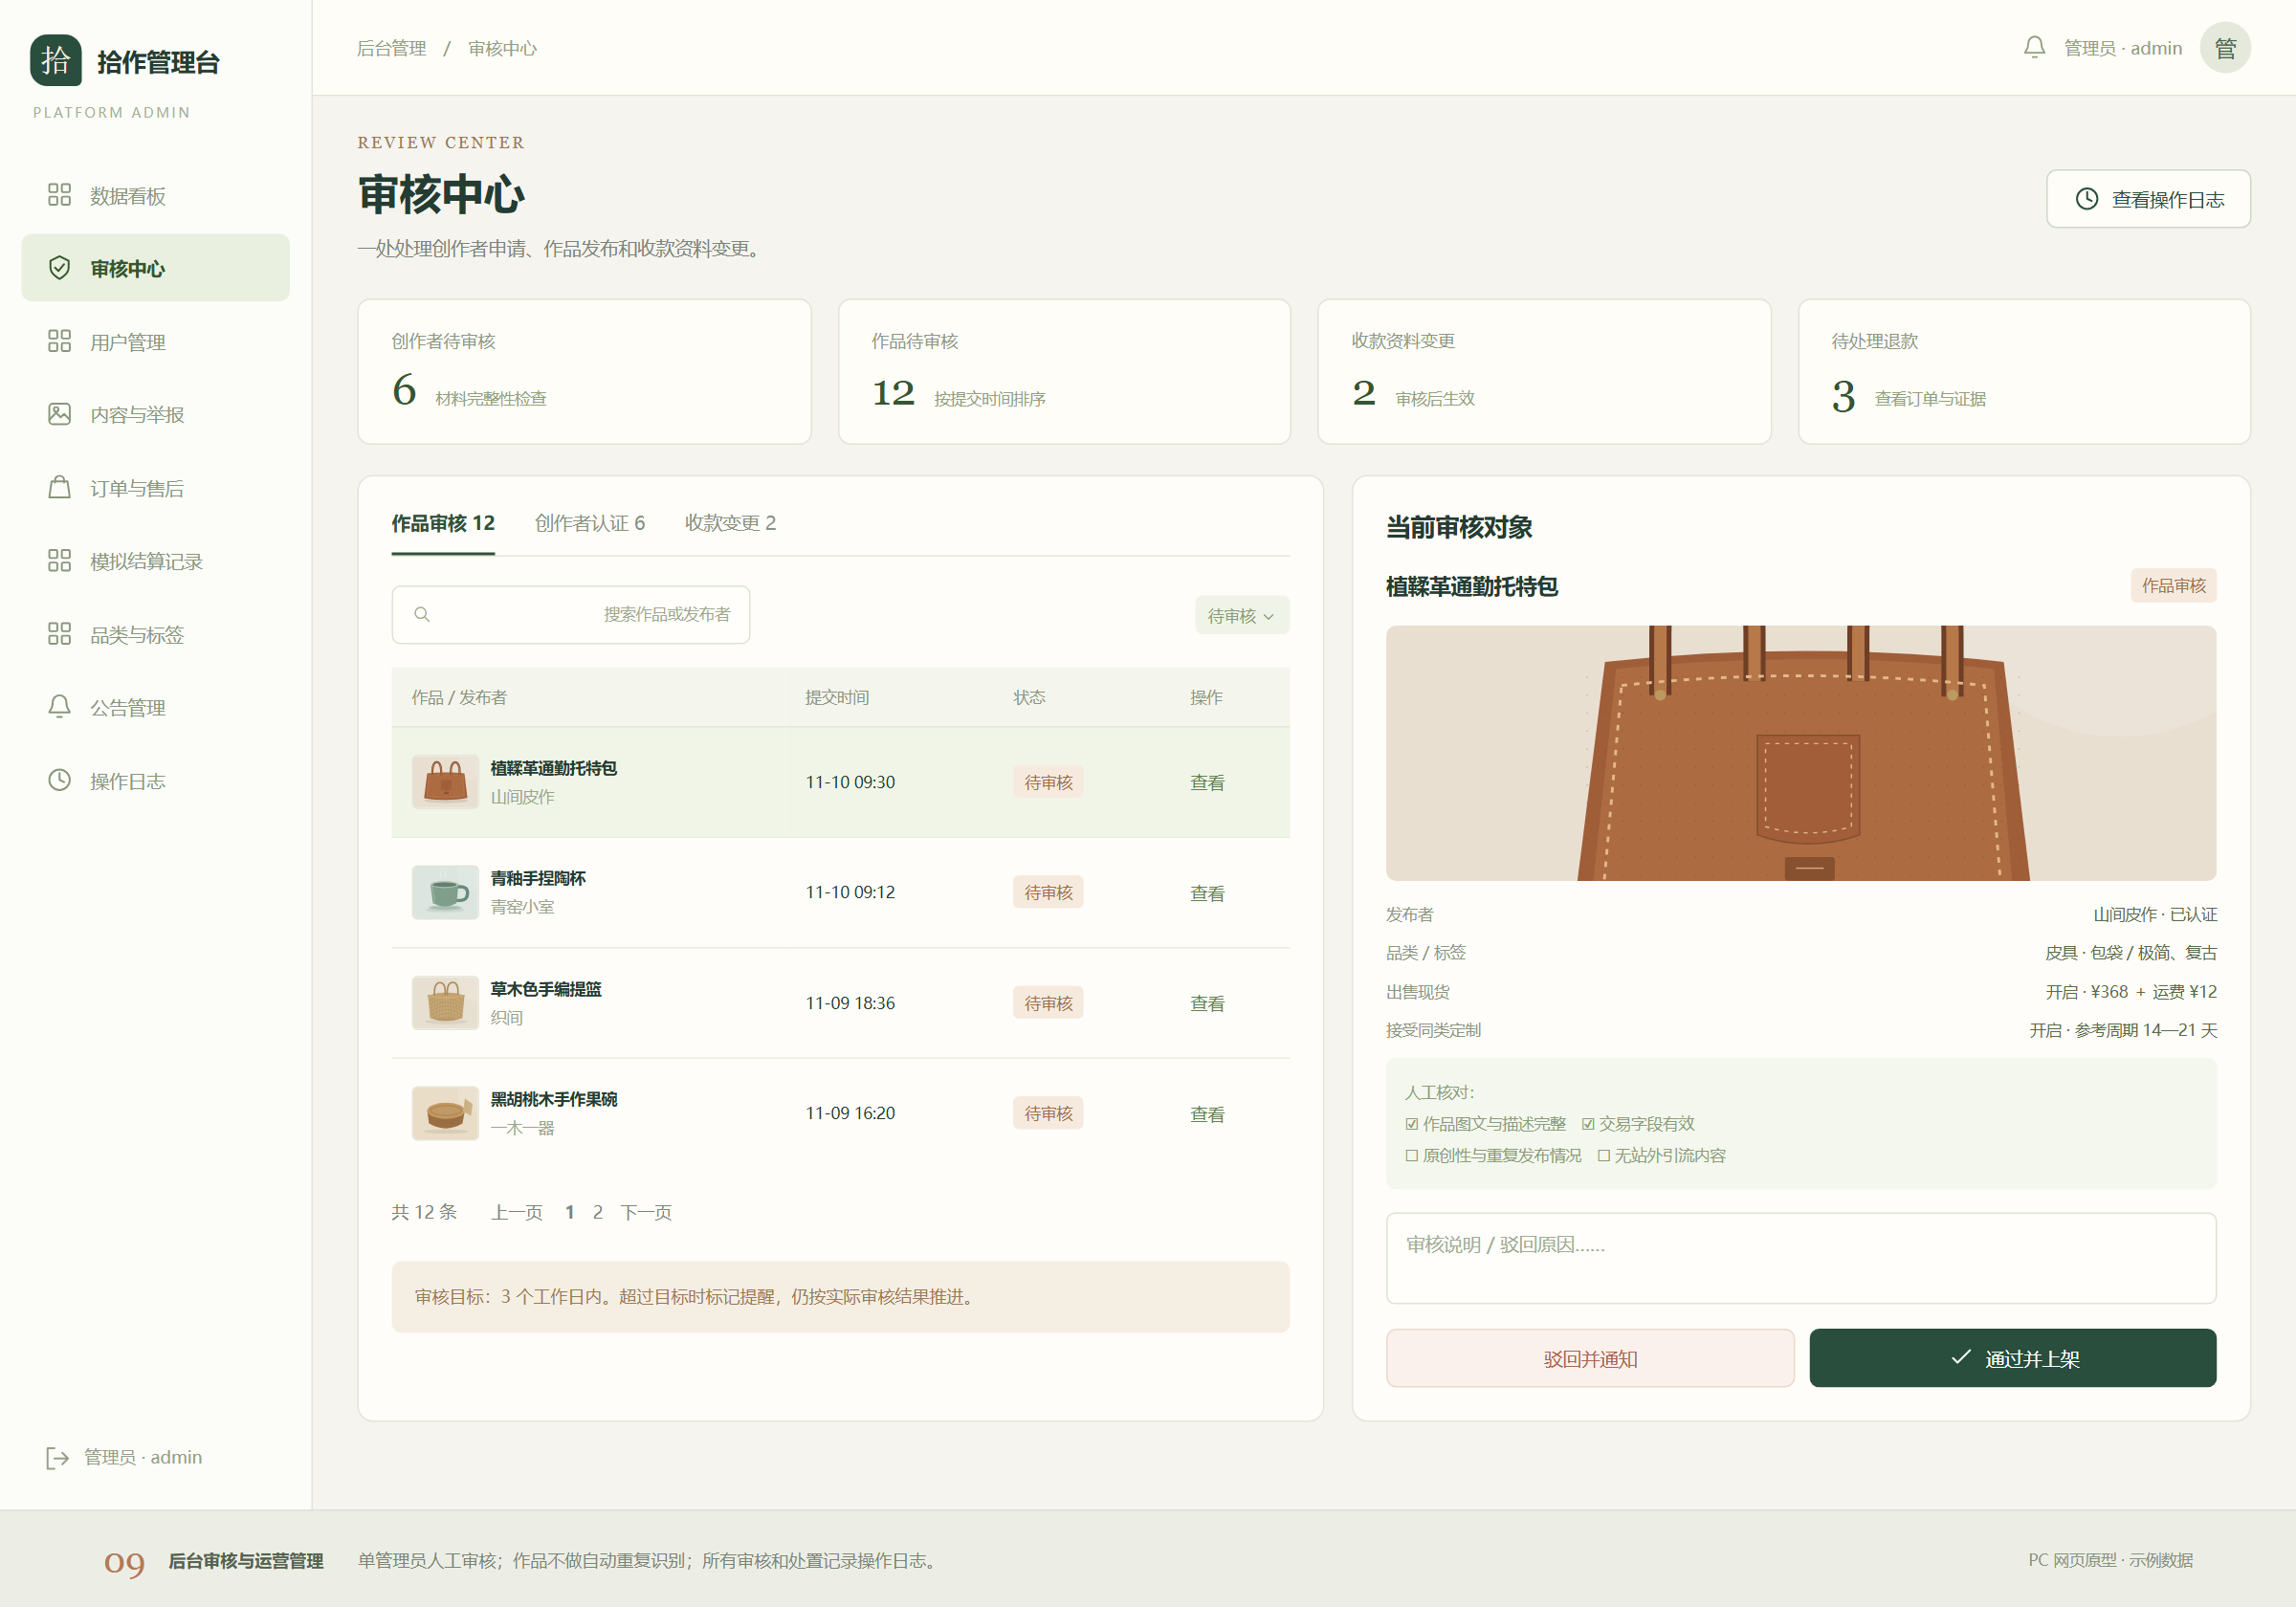 拾 拾作管理台
PLATFORM ADMIN
数据看板
审核中心
用户管理
内容与举报
订单与售后
模拟结算记录
品类与标签
公告管理
操作日志
管理员 · admin
后台管理 / 审核中心
管理员 · admin 管
REVIEW CENTER
审核中心
一处处理创作者申请、作品发布和收款资料变更。
查看操作日志
创作者待审核
6 材料完整性检查
作品待审核
12 按提交时间排序
收款资料变更
2 审核后生效
待处理退款
3 查看订单与证据
作品审核 12 创作者认证 6 收款变更 2
搜索作品或发布者 待审核
作品 / 发布者 提交时间 状态 操作
植鞣革通勤托特包
山间皮作
11-10 09:30 待审核 查看
青釉手捏陶杯
青窑小室
11-10 09:12 待审核 查看
草木色手编提篮
织间
11-09 18:36 待审核 查看
黑胡桃木手作果碗
一木一器
11-09 16:20 待审核 查看
共 12 条 上一页 1 2 下一页
审核目标：3 个工作日内。超过目标时标记提醒，仍按实际审核结果推进。
当前审核对象
植鞣革通勤托特包 作品审核
发布者 山间皮作 · 已认证
品类 / 标签 皮具 · 包袋 / 极简、复古
出售现货 开启 · ¥368 + 运费 ¥12
接受同类定制 开启 · 参考周期 14—21 天
人工核对：
☑ 作品图文与描述完整 ☑ 交易字段有效
☐ 原创性与重复发布情况 ☐ 无站外引流内容
审核说明 / 驳回原因……
驳回并通知 通过并上架
09 后台审核与运营管理 单管理员人工审核；作品不做自动重复识别；所有审核和处置记录操作日志。
PC 网页原型 · 示例数据